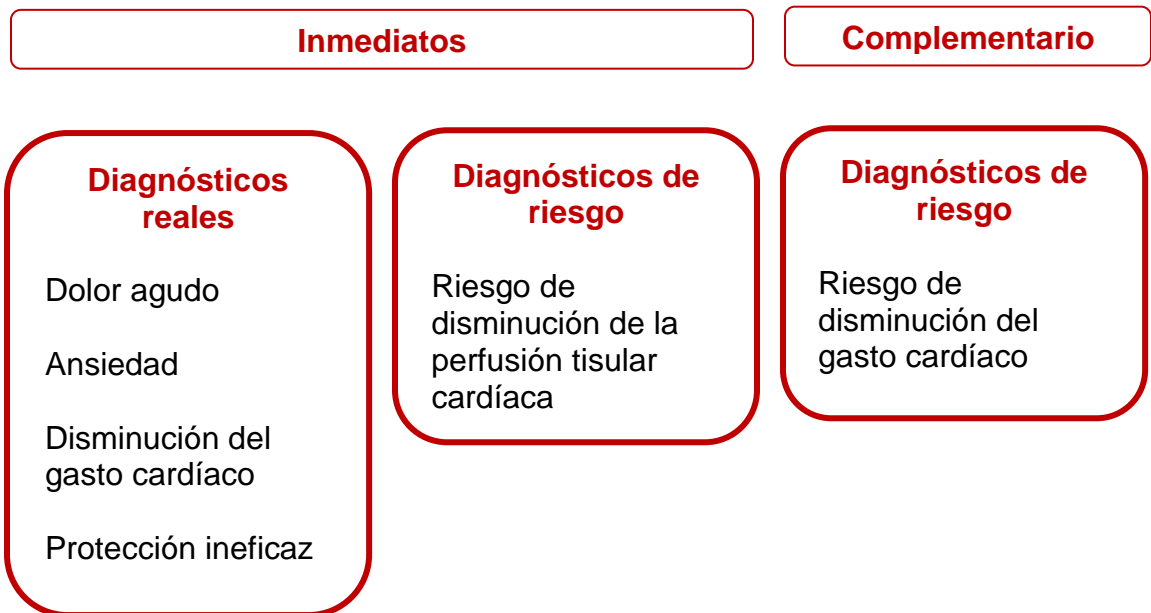 Inmediatos
Complementario
Diagnósticos
reales
Dolor agudo
Ansiedad
Disminución del
gasto cardíaco
Protección ineficaz
Diagnósticos de
riesgo
Riesgo de
disminución de la
perfusión tisular
cardíaca
Diagnósticos de
riesgo
Riesgo de
disminución del
gasto cardíaco